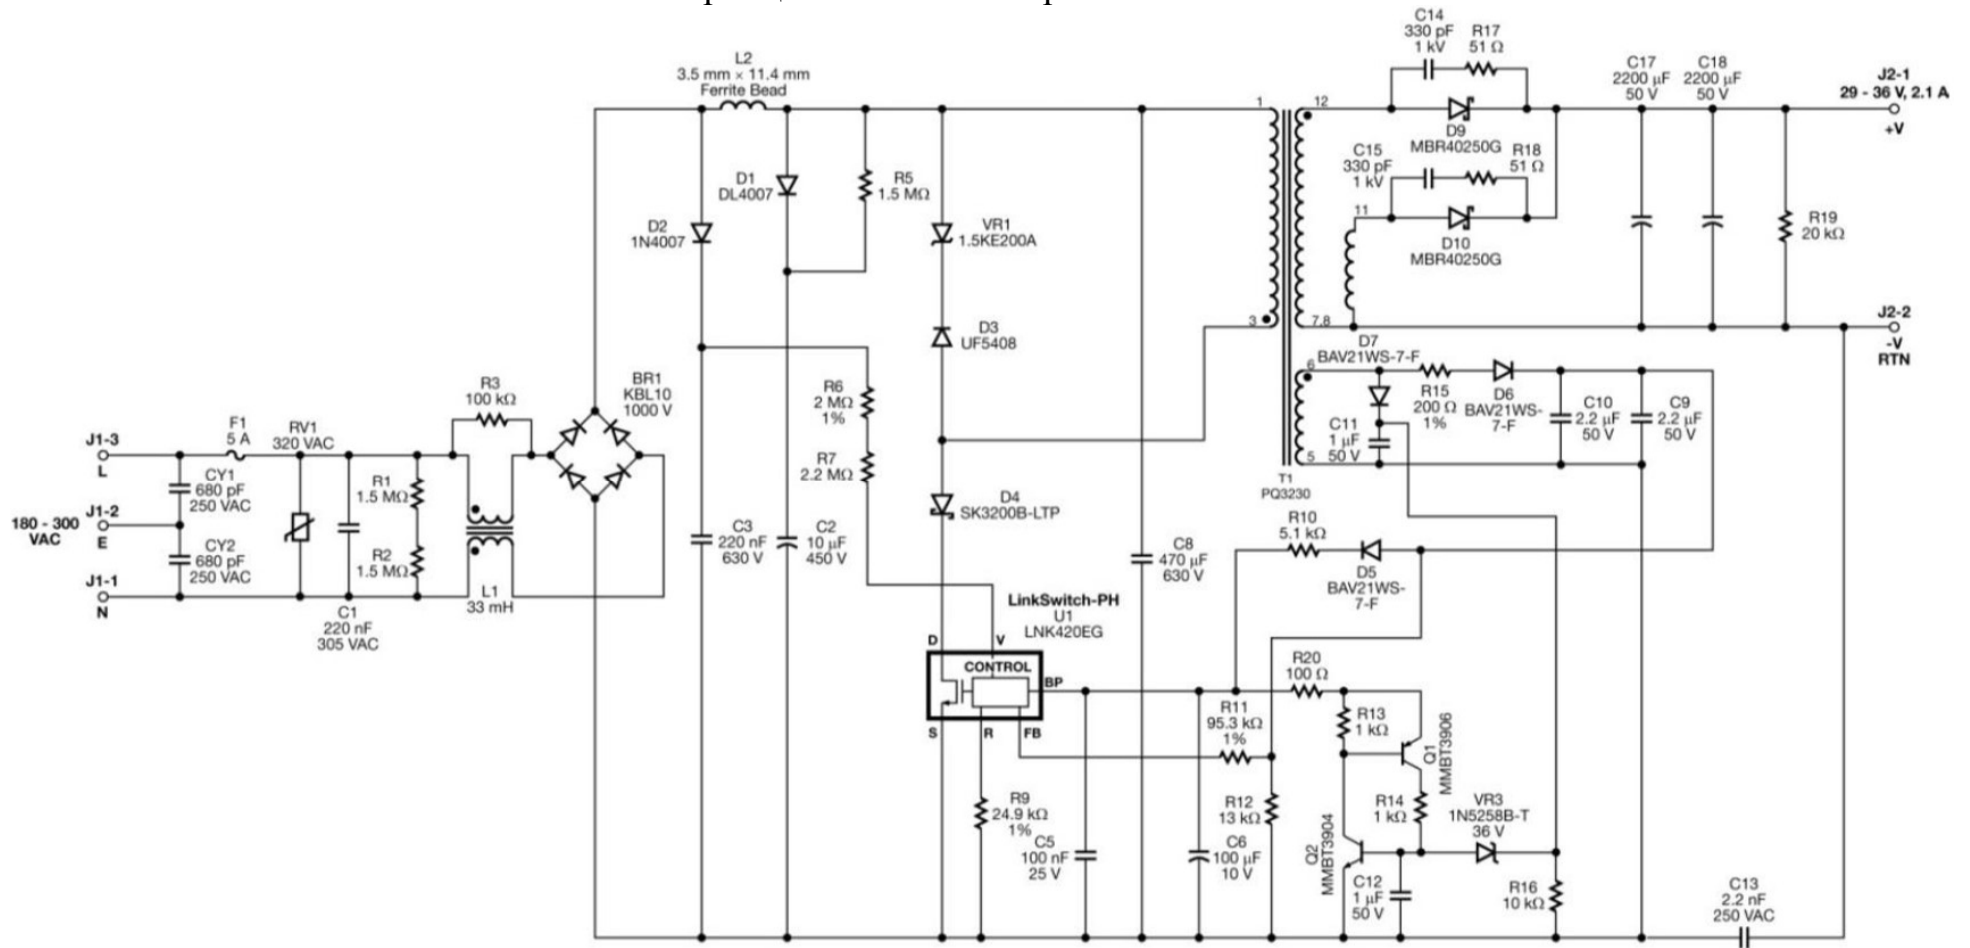 C14
330 pF
1 kV
R17
51 Ω
L2
3.5 mm × 11.4 mm
Ferrite Bead
C17
2200 µF
50 V
C18
2200 µF
50 V
J2-1
29 - 36 V, 2.1 A
+V
1
12
D9
MBR40250G
C15
330 pF
1 kV
R18
51 Ω
11
D10
MBR40250G
D1
DL4007
R5
1.5 MΩ
D2
1N4007
VR1
1.5KE200A
R19
20 kΩ
D3
UF5408
3
7,8
J2-2
-V
RTN
D7
BAV21WS-7-F
6
R15
200 Ω
1%
D6
BAV21WS-
7-F
C10
2.2 µF
50 V
C9
2.2 µF
50 V
C11
1 µF
50 V
5
T1
PQ3230
R3
100 kΩ
BR1
KBL10
1000 V
R6
2 MΩ
1%
R7
2.2 MΩ
F1
5 A
RV1
320 VAC
J1-3
L
CY1
680 pF
250 VAC
R1
1.5 MΩ
180 - 300
VAC
J1-2
E
CY2
680 pF
250 VAC
R2
1.5 MΩ
J1-1
N
L1
33 mH
C1
220 nF
305 VAC
D4
SK3200B-LTP
C3
220 nF
630 V
C2
10 µF
450 V
C8
470 µF
630 V
R10
5.1 kΩ
D5
BAV21WS-
7-F
LinkSwitch-PH
U1
LNK420EG
D
V
CONTROL
BP
S
R
FB
R20
100 Ω
R11
95.3 kΩ
1%
R13
1 kΩ
Q1
MMBT3906
R9
24.9 kΩ
1%
C5
100 nF
25 V
R12
13 kΩ
C6
100 µF
10 V
R14
1 kΩ
VR3
1N5258B-T
36 V
Q2
MMBT3904
C12
1 µF
50 V
R16
10 kΩ
C13
2.2 nF
250 VAC